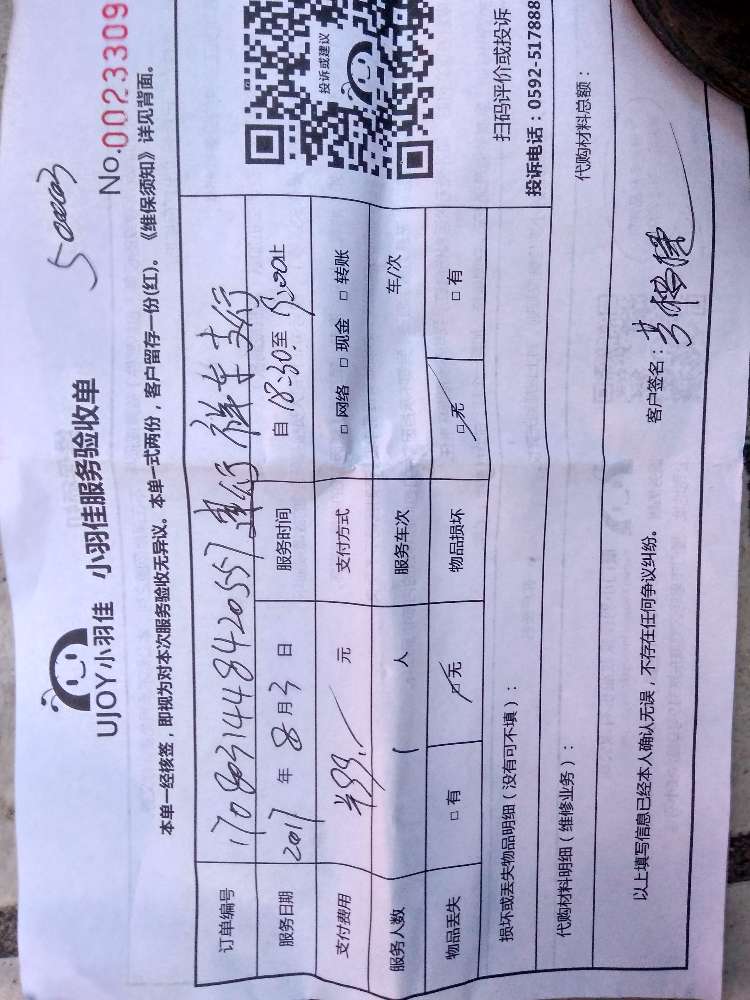 UJOY小羽佳 小羽佳服务验收单
50003
No.0023309
本单一经核签，即视为对本次服务验收无异议。本单一式两份，客户留存一份(红)。《维保须知》详见背面。
订单编号 170803144842055 建行祥车支行
服务日期 2017 年 8 月 3 日 服务时间 自 18:30 至 止
支付费用 ¥99.- 元 支付方式 □ 网络 □ 现金 □ 转账
服务人数 1 人 服务车次 车/次
物品丢失 □ 有 □ 无 物品损坏 □ 无 □ 有
投诉或建议
扫码评价或投诉
投诉电话：0592-517888
损坏或丢失物品明细（没有可不填）：
代购材料明细（维修业务）： 代购材料总额：
以上填写信息已经本人确认无误，不存在任何争议纠纷。 客户签名：